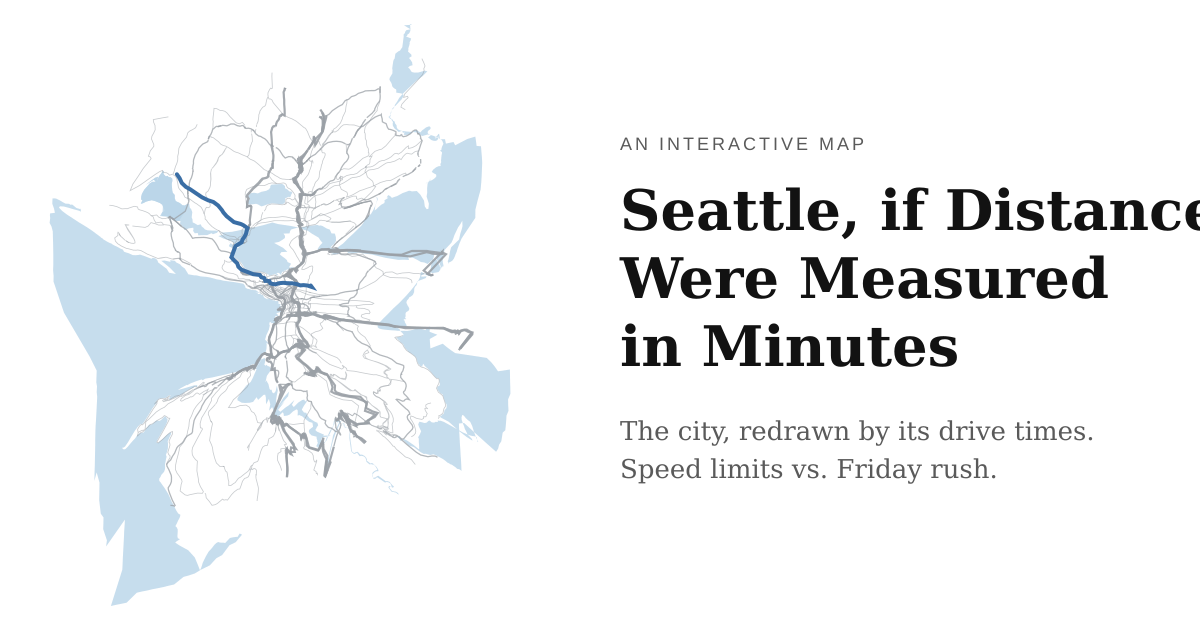 AN INTERACTIVE MAP
Seattle, if Distance
Were Measured
in Minutes
The city, redrawn by its drive times.
Speed limits vs. Friday rush.